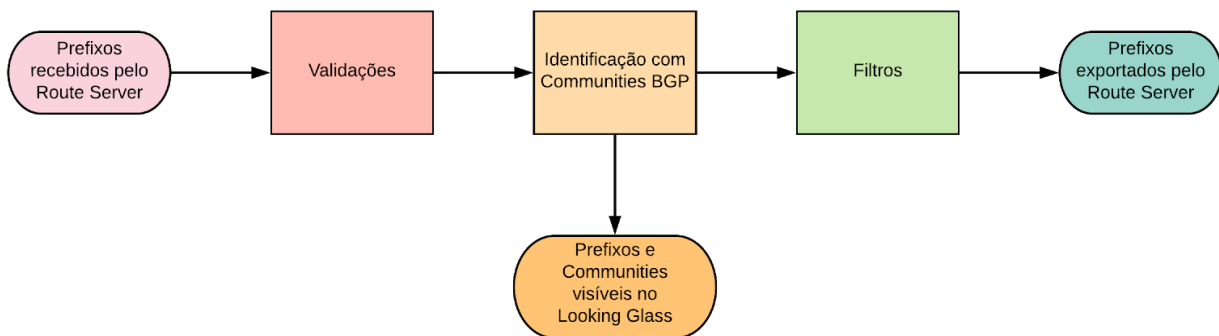 Prefixos
recebidos pelo
Route Server
Validações
Identificação com
Communities BGP
Filtros
Prefixos
exportados pelo
Route Server
Prefixos e
Communities
visíveis no
Looking Glass